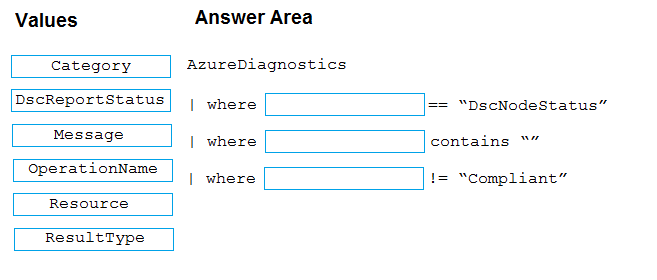 Values
Answer Area
Category
AzureDiagnostics
DscReportStatus
| where == “DscNodeStatus”
Message
| where contains “”
OperationName
| where != “Compliant”
Resource
ResultType